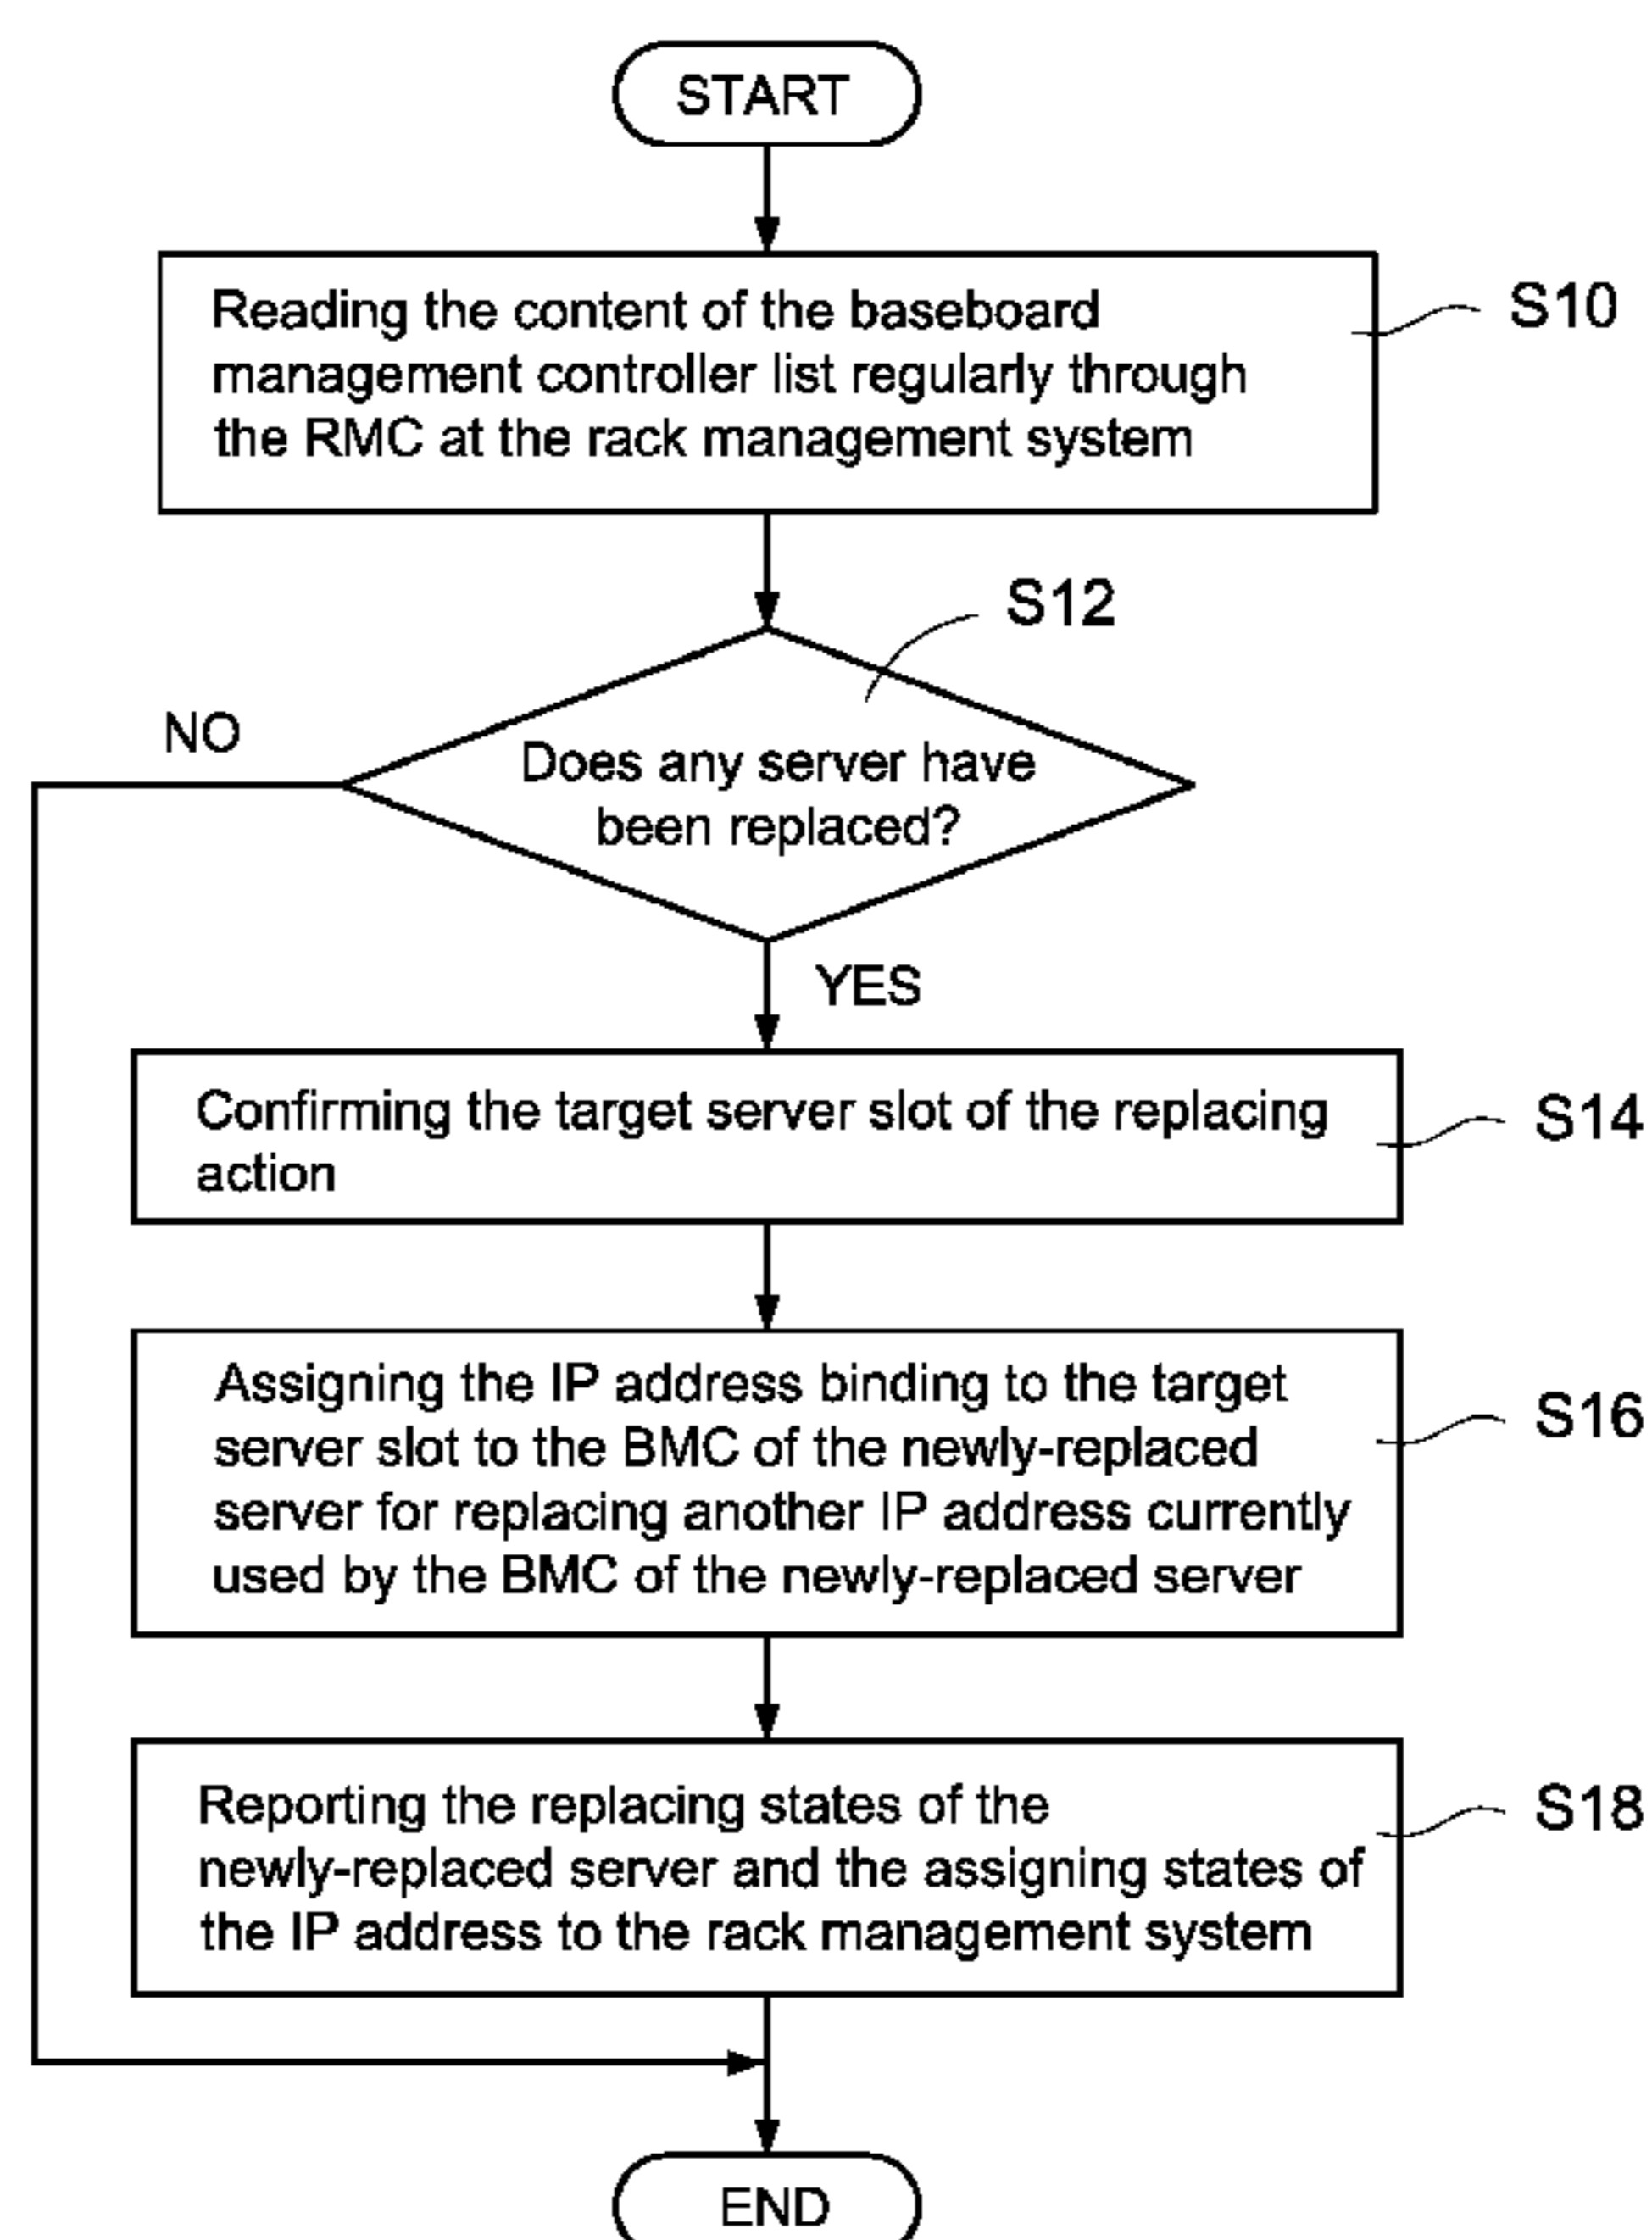 START
Reading the content of the baseboard
management controller list regularly through
the RMC at the rack management system
S10
S12
Does any server have
been replaced?
NO
YES
Confirming the target server slot of the replacing
action
S14
Assigning the IP address binding to the target
server slot to the BMC of the newly-replaced
server for replacing another IP address currently
used by the BMC of the newly-replaced server
S16
Reporting the replacing states of the
newly-replaced server and the assigning states of
the IP address to the rack management system
S18
END